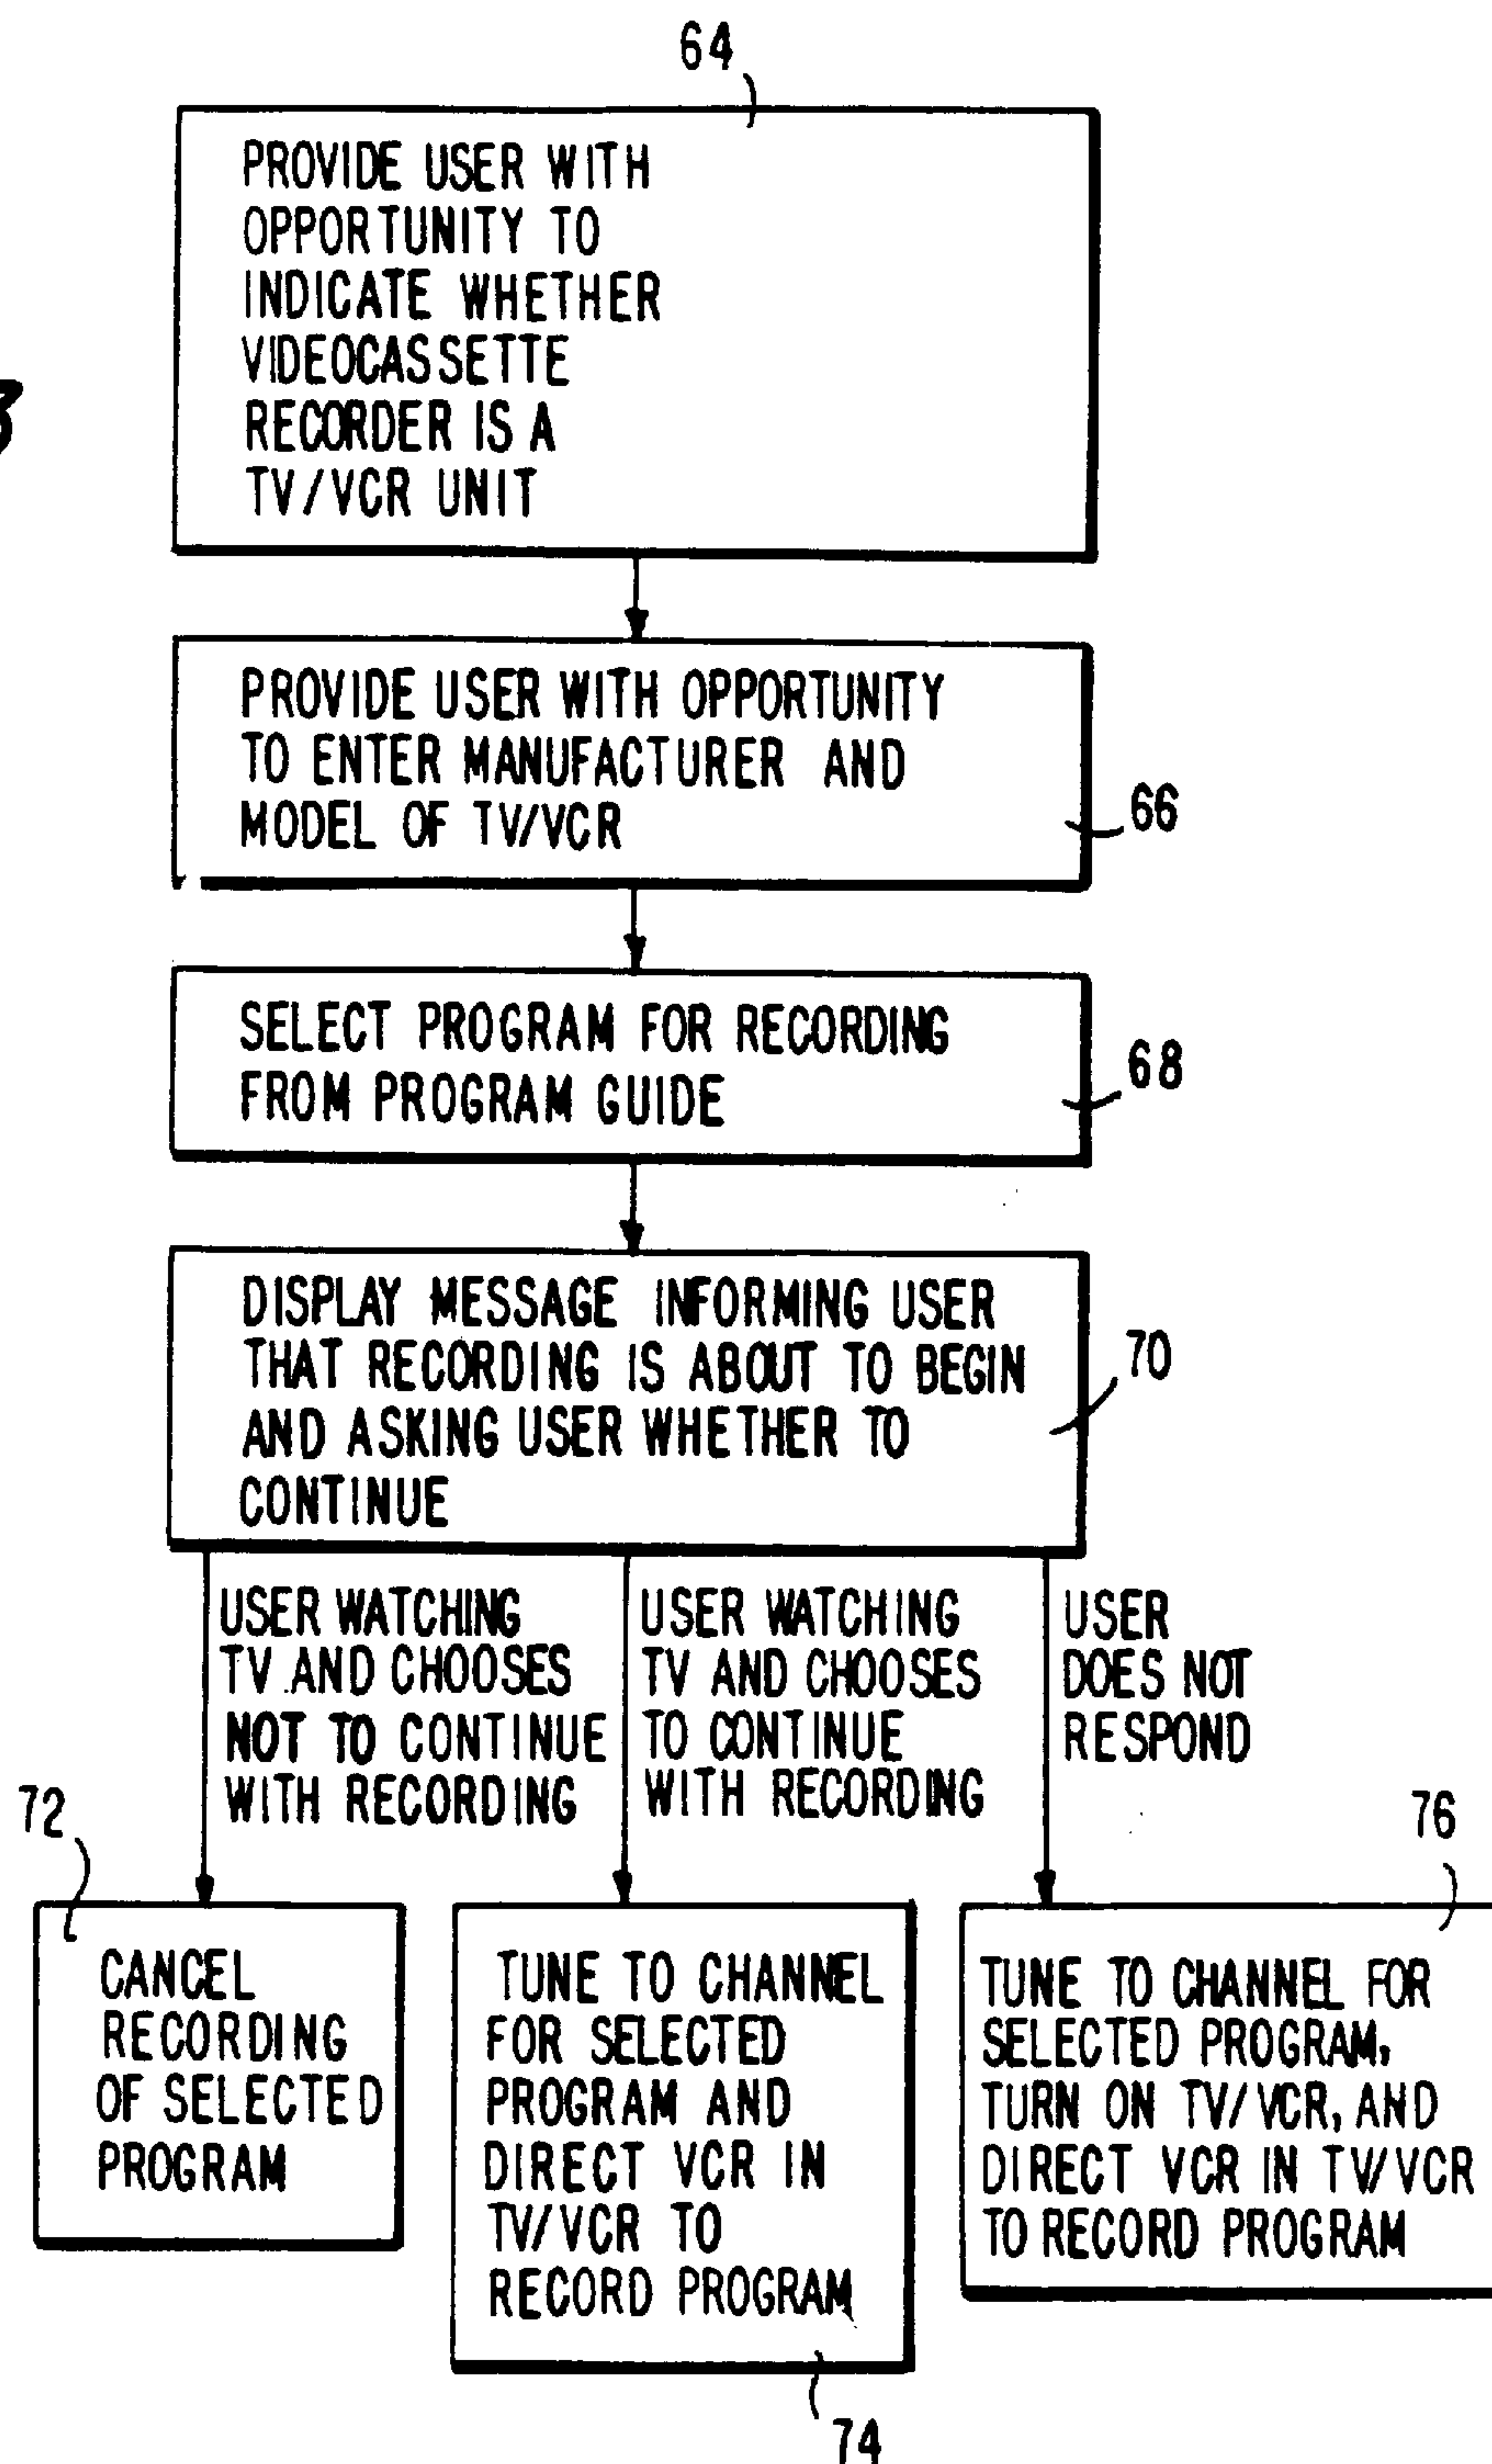 64
PROVIDE USER WITH
OPPORTUNITY TO
INDICATE WHETHER
VIDEOCASSETTE
RECORDER IS A
TV/VCR UNIT
3
PROVIDE USER WITH OPPORTUNITY
TO ENTER MANUFACTURER AND
MODEL OF TV/VCR
66
SELECT PROGRAM FOR RECORDING
FROM PROGRAM GUIDE
68
DISPLAY MESSAGE INFORMING USER
THAT RECORDING IS ABOUT TO BEGIN
AND ASKING USER WHETHER TO
CONTINUE
70
USER WATCHING
TV AND CHOOSES
NOT TO CONTINUE
WITH RECORDING
USER WATCHING
TV AND CHOOSES
TO CONTINUE
WITH RECORDING
USER
DOES NOT
RESPOND
72
CANCEL
RECORDING
OF SELECTED
PROGRAM
TUNE TO CHANNEL
FOR SELECTED
PROGRAM AND
DIRECT VCR IN
TV/VCR TO
RECORD PROGRAM
74
76
TUNE TO CHANNEL FOR
SELECTED PROGRAM,
TURN ON TV/VCR, AND
DIRECT VCR IN TV/VCR
TO RECORD PROGRAM